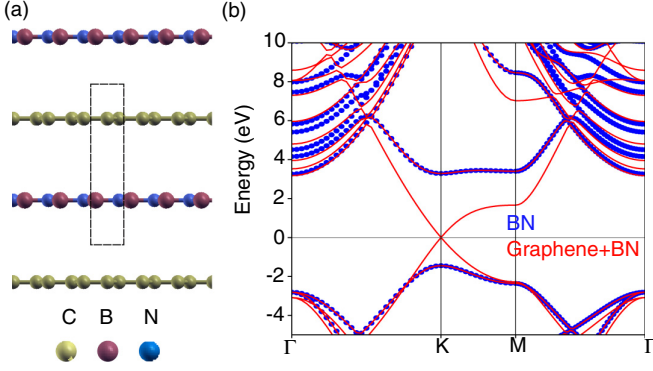 (a)
C B N
(b)
Energy (eV)
10
8
6
4
2
0
-2
-4
BN
Graphene+BN
Γ K M Γ